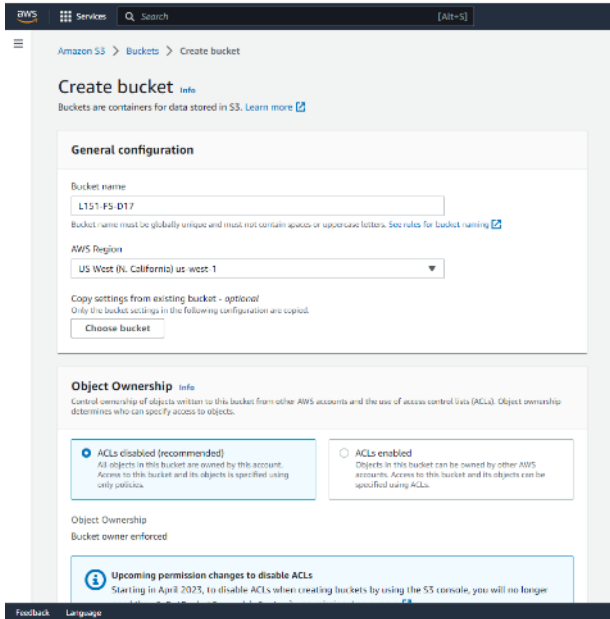 aws Services Search [Alt+S]
Amazon S3 > Buckets > Create bucket
Create bucket Info
Buckets are containers for data stored in S3. Learn more
General configuration
Bucket name
L151-FS-D17
Bucket name must be globally unique and must not contain spaces or uppercase letters. See rules for bucket naming
AWS Region
US West (N. California) us-west-1
Copy settings from existing bucket - optional
Only the bucket settings in the following configuration are copied.
Choose bucket
Object Ownership Info
Control ownership of objects written to this bucket from other AWS accounts and the use of access control lists (ACLs). Object ownership
determines who can specify access to objects.
ACLs disabled (recommended)
All objects in this bucket are owned by this account.
Access to this bucket and its objects is specified using
only policies.
ACLs enabled
Objects in this bucket can be owned by other AWS
accounts. Access to this bucket and its objects can be
specified using ACLs.
Object Ownership
Bucket owner enforced
Upcoming permission changes to disable ACLs
Starting in April 2023, to disable ACLs when creating buckets by using the S3 console, you will no longer
Feedback Language